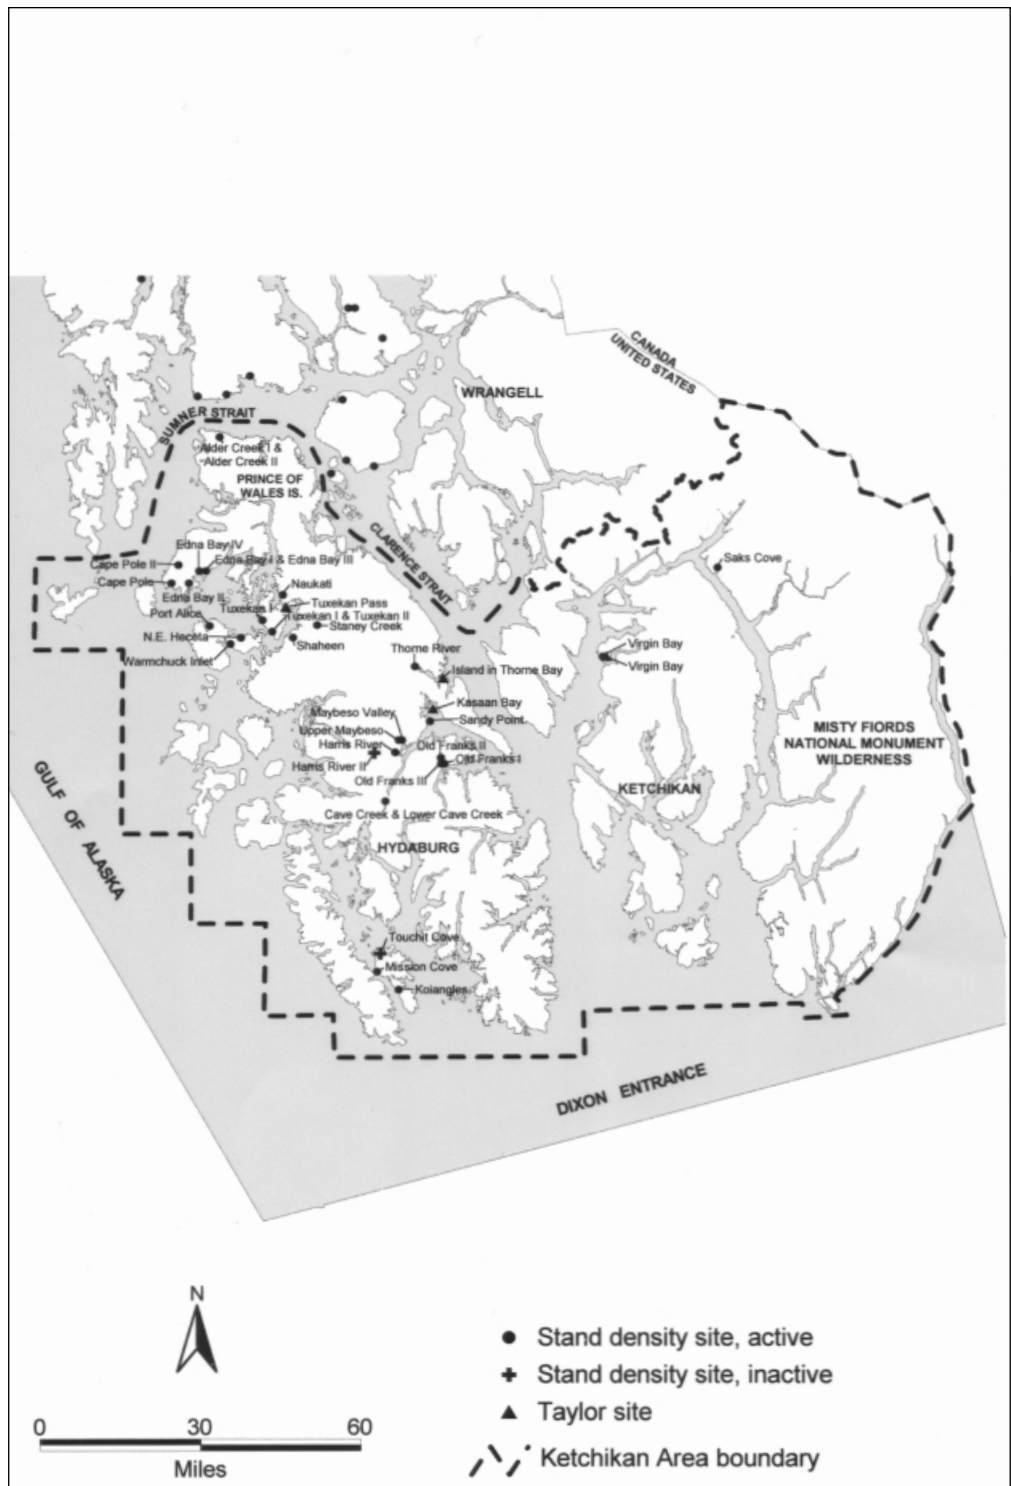 CANADA
UNITED STATES
WRANGELL
SUMNER STRAIT
Alder Creek I &
Alder Creek II
PRINCE OF
WALES IS.
CLARENCE STRAIT
Edna Bay IV
Edna Bay I & Edna Bay III
Cape Pole II
Saks Cove
Cape Pole
Naukati
Edna Bay II
Tuxekan Pass
Port Alice
Tuxekan I
Tuxekan I & Tuxekan II
Staney Creek
N.E. Heceta
Shaheen
Virgin Bay
Thorne River
Warmchuck Inlet
Virgin Bay
Island in Thorne Bay
Kasaan Bay
Maybeso Valley
Sandy Point
Upper Maybeso
MISTY FIORDS
NATIONAL MONUMENT
WILDERNESS
Harris River
Old Franks II
Old Franks I
Harris River II
Old Franks III
KETCHIKAN
GULF OF ALASKA
Cave Creek & Lower Cave Creek
HYDABURG
Touchit Cove
Mission Cove
Koiangles
DIXON ENTRANCE
N
Stand density site, active
Stand density site, inactive
Taylor site
Ketchikan Area boundary
0 30 60
Miles